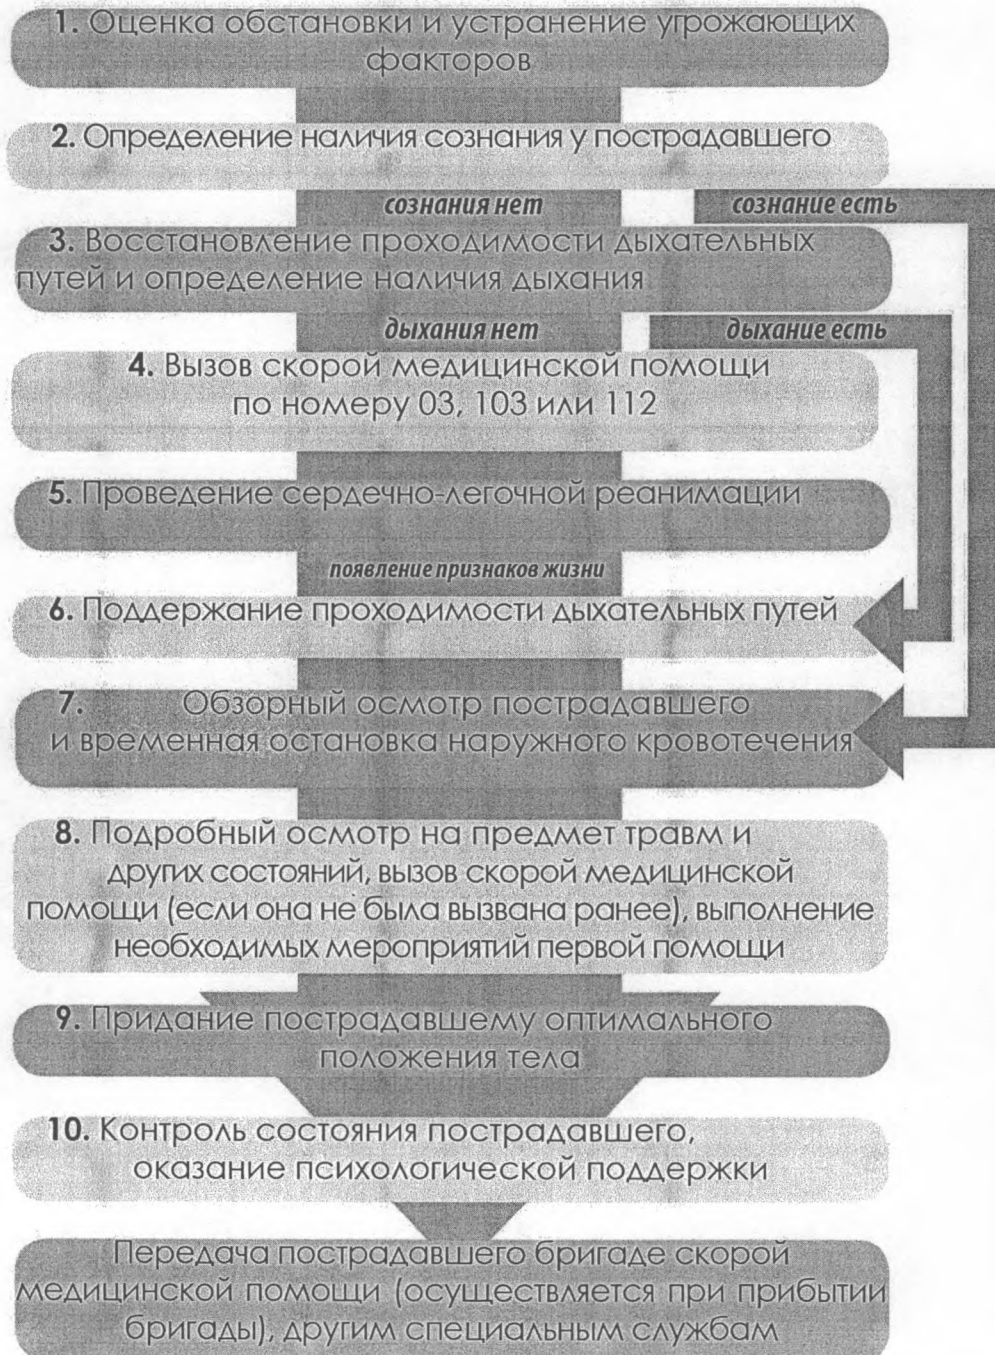 1. Оценка обстановки и устранение угрожающих
факторов
2. Определение наличия сознания у пострадавшего
сознания нет
сознание есть
3. Восстановление проходимости дыхательных
путей и определение наличия дыхания
дыхания нет
дыхание есть
4. Вызов скорой медицинской помощи
по номеру 03, 103 или 112
5. Проведение сердечно-легочной реанимации
появление признаков жизни
6. Поддержание проходимости дыхательных путей
7. Обзорный осмотр пострадавшего
и временная остановка наружного кровотечения
8. Подробный осмотр на предмет травм и
других состояний, вызов скорой медицинской
помощи (если она не была вызвана ранее), выполнение
необходимых мероприятий первой помощи
9. Придание пострадавшему оптимального
положения тела
10. Контроль состояния пострадавшего,
оказание психологической поддержки
Передача пострадавшего бригаде скорой
медицинской помощи (осуществляется при прибытии
бригады), другим специальным службам